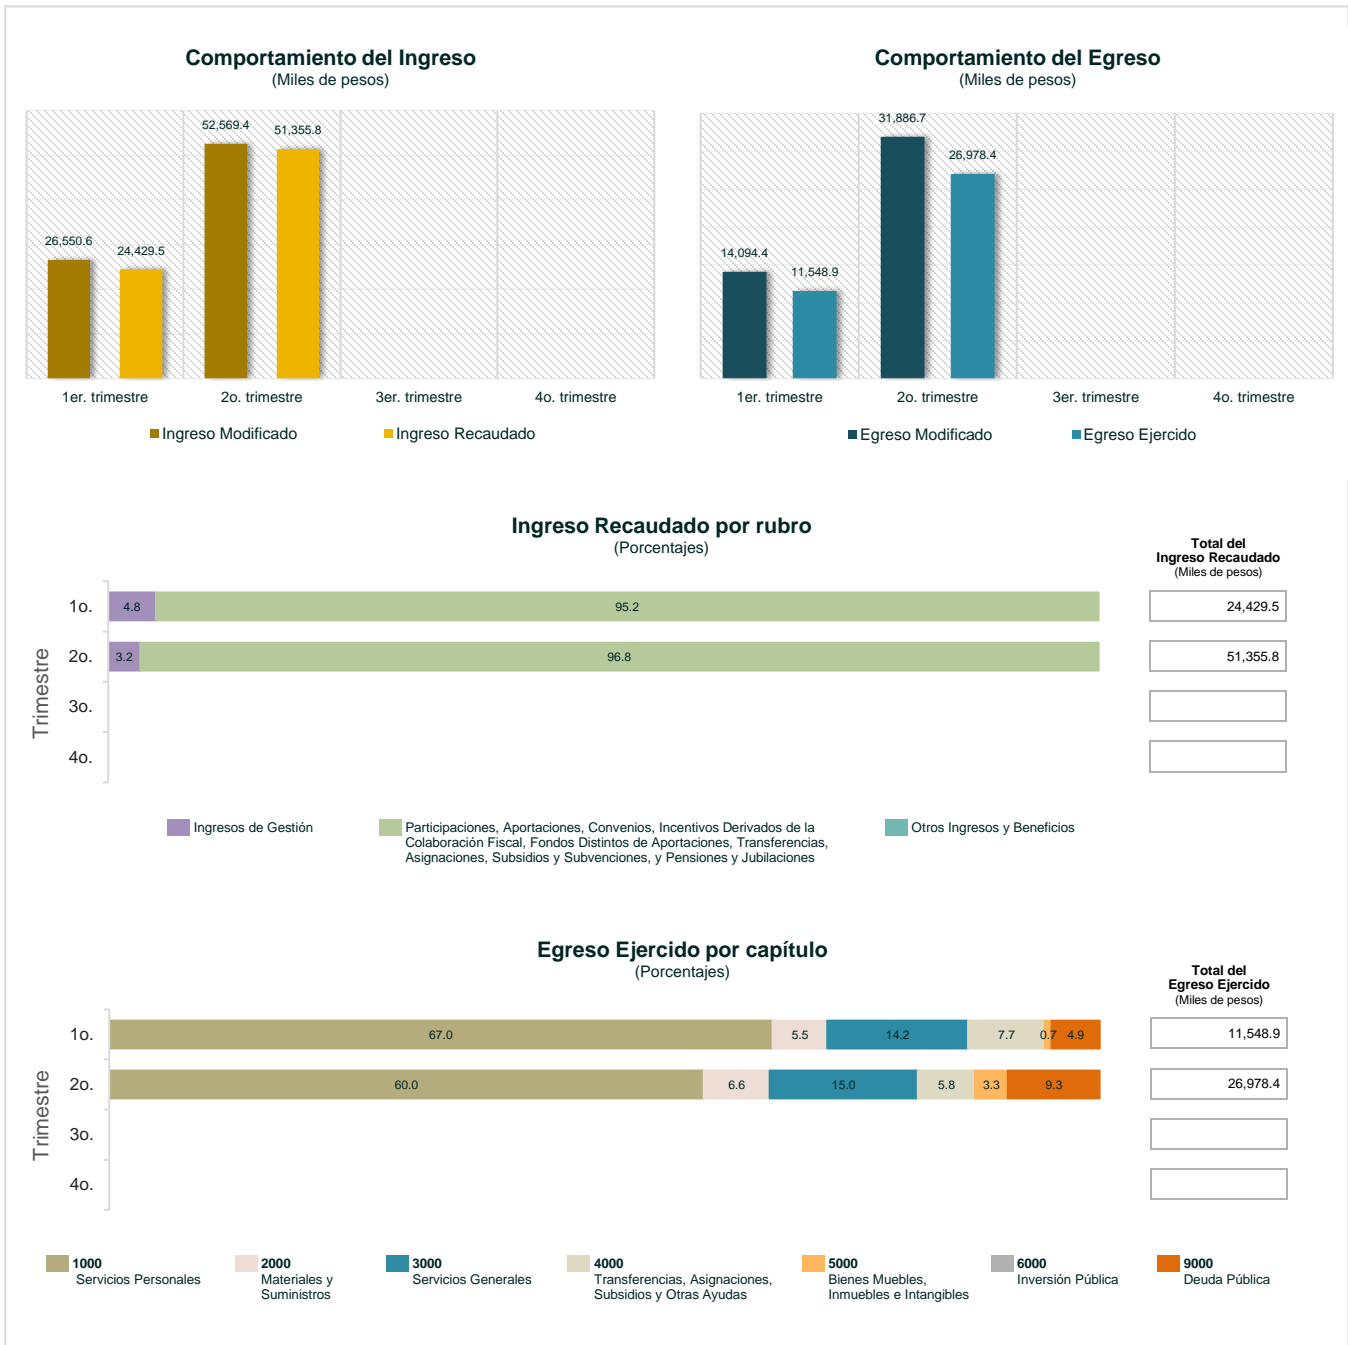 Comportamiento del Ingreso
(Miles de pesos)
26,550.6
24,429.5
52,569.4
51,355.8
1er. trimestre
2o. trimestre
3er. trimestre
4o. trimestre
Ingreso Modificado
Ingreso Recaudado
Comportamiento del Egreso
(Miles de pesos)
14,094.4
11,548.9
31,886.7
26,978.4
1er. trimestre
2o. trimestre
3er. trimestre
4o. trimestre
Egreso Modificado
Egreso Ejercido
Ingreso Recaudado por rubro
(Porcentajes)
Total del
Ingreso Recaudado
(Miles de pesos)
Trimestre
1o.
4.8
95.2
24,429.5
2o.
3.2
96.8
51,355.8
3o.
4o.
Ingresos de Gestión
Participaciones, Aportaciones, Convenios, Incentivos Derivados de la
Colaboración Fiscal, Fondos Distintos de Aportaciones, Transferencias,
Asignaciones, Subsidios y Subvenciones, y Pensiones y Jubilaciones
Otros Ingresos y Beneficios
Egreso Ejercido por capítulo
(Porcentajes)
Total del
Egreso Ejercido
(Miles de pesos)
Trimestre
1o.
67.0
5.5
14.2
7.7
0.7
4.9
11,548.9
2o.
60.0
6.6
15.0
5.8
3.3
9.3
26,978.4
3o.
4o.
1000
Servicios Personales
2000
Materiales y
Suministros
3000
Servicios Generales
4000
Transferencias, Asignaciones,
Subsidios y Otras Ayudas
5000
Bienes Muebles,
Inmuebles e Intangibles
6000
Inversión Pública
9000
Deuda Pública